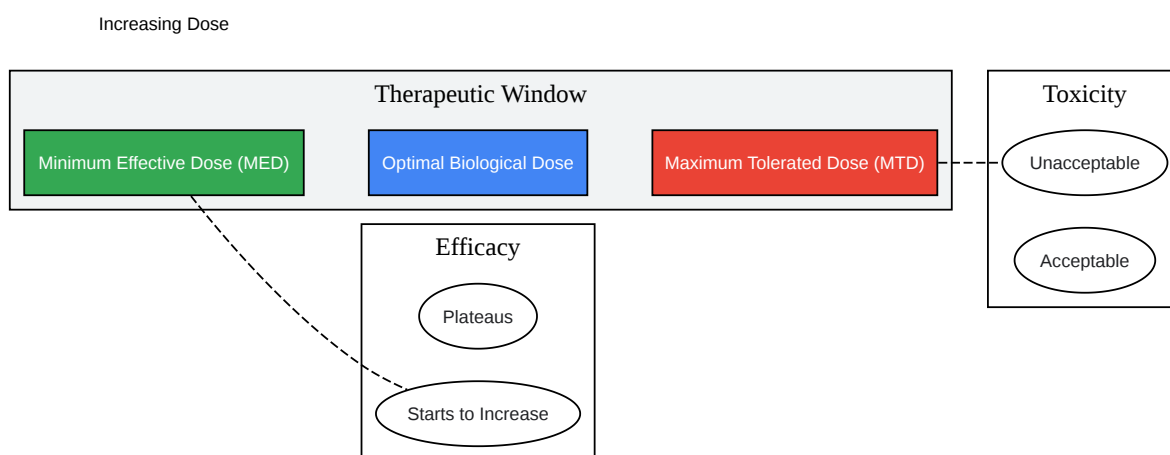 Increasing Dose
Therapeutic Window
Toxicity
Minimum Effective Dose (MED)
Optimal Biological Dose
Maximum Tolerated Dose (MTD)
Unacceptable
Efficacy
Acceptable
Plateaus
Starts to Increase